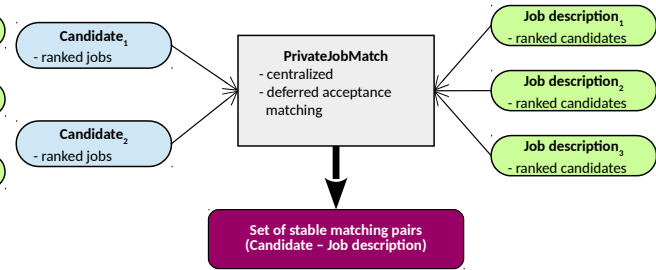 Candidate1
- ranked jobs
Candidate2
- ranked jobs
PrivateJobMatch
- centralized
- deferred acceptance
matching
Job description1
- ranked candidates
Job description2
- ranked candidates
Job description3
- ranked candidates
Set of stable matching pairs
(Candidate – Job description)